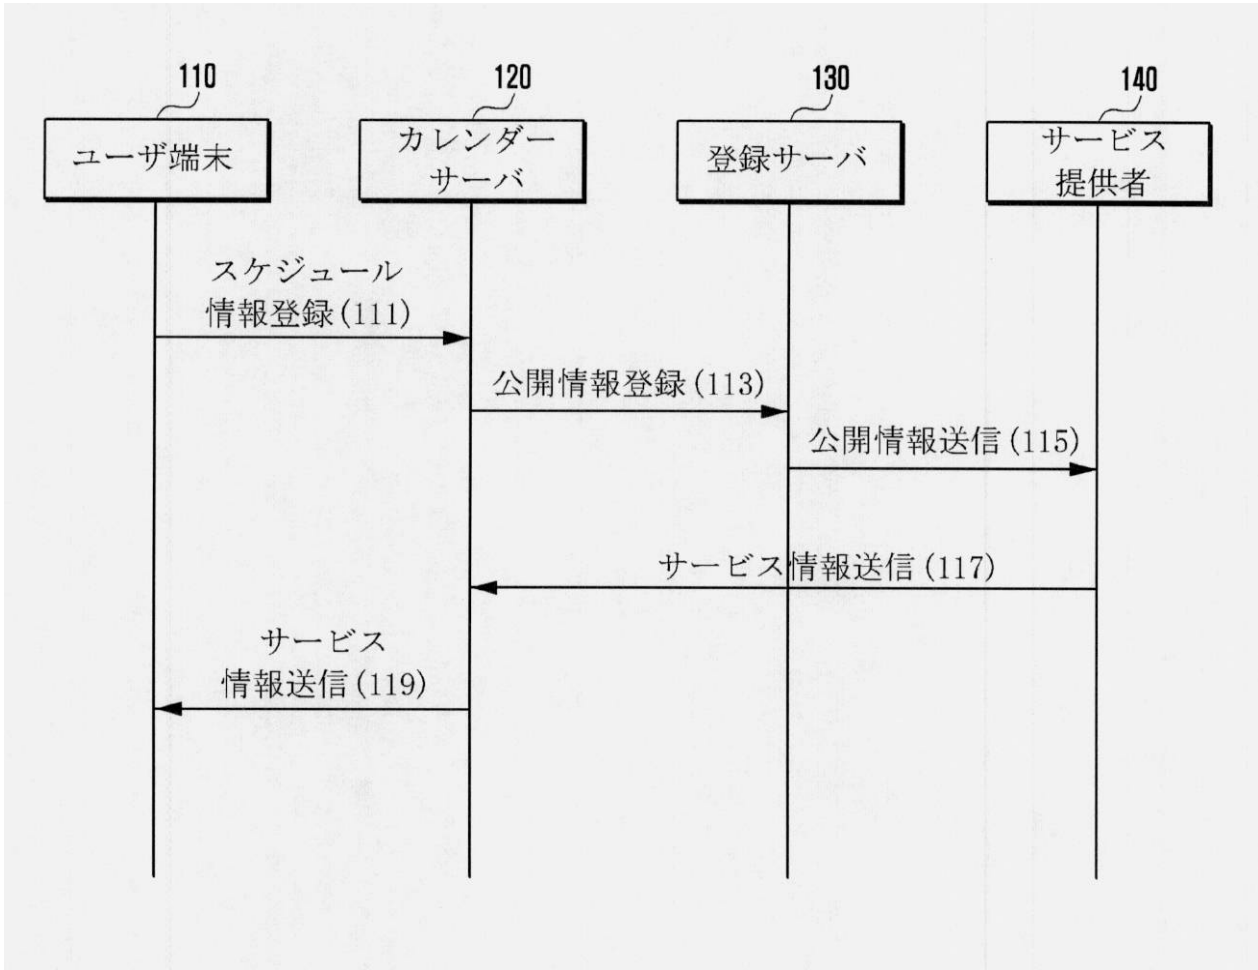 110
120
130
140
ユーザ端末
カレンダー
サーバ
登録サーバ
サービス
提供者
スケジュール
情報登録(111)
公開情報登録(113)
公開情報送信(115)
サービス情報送信(117)
サービス
情報送信(119)